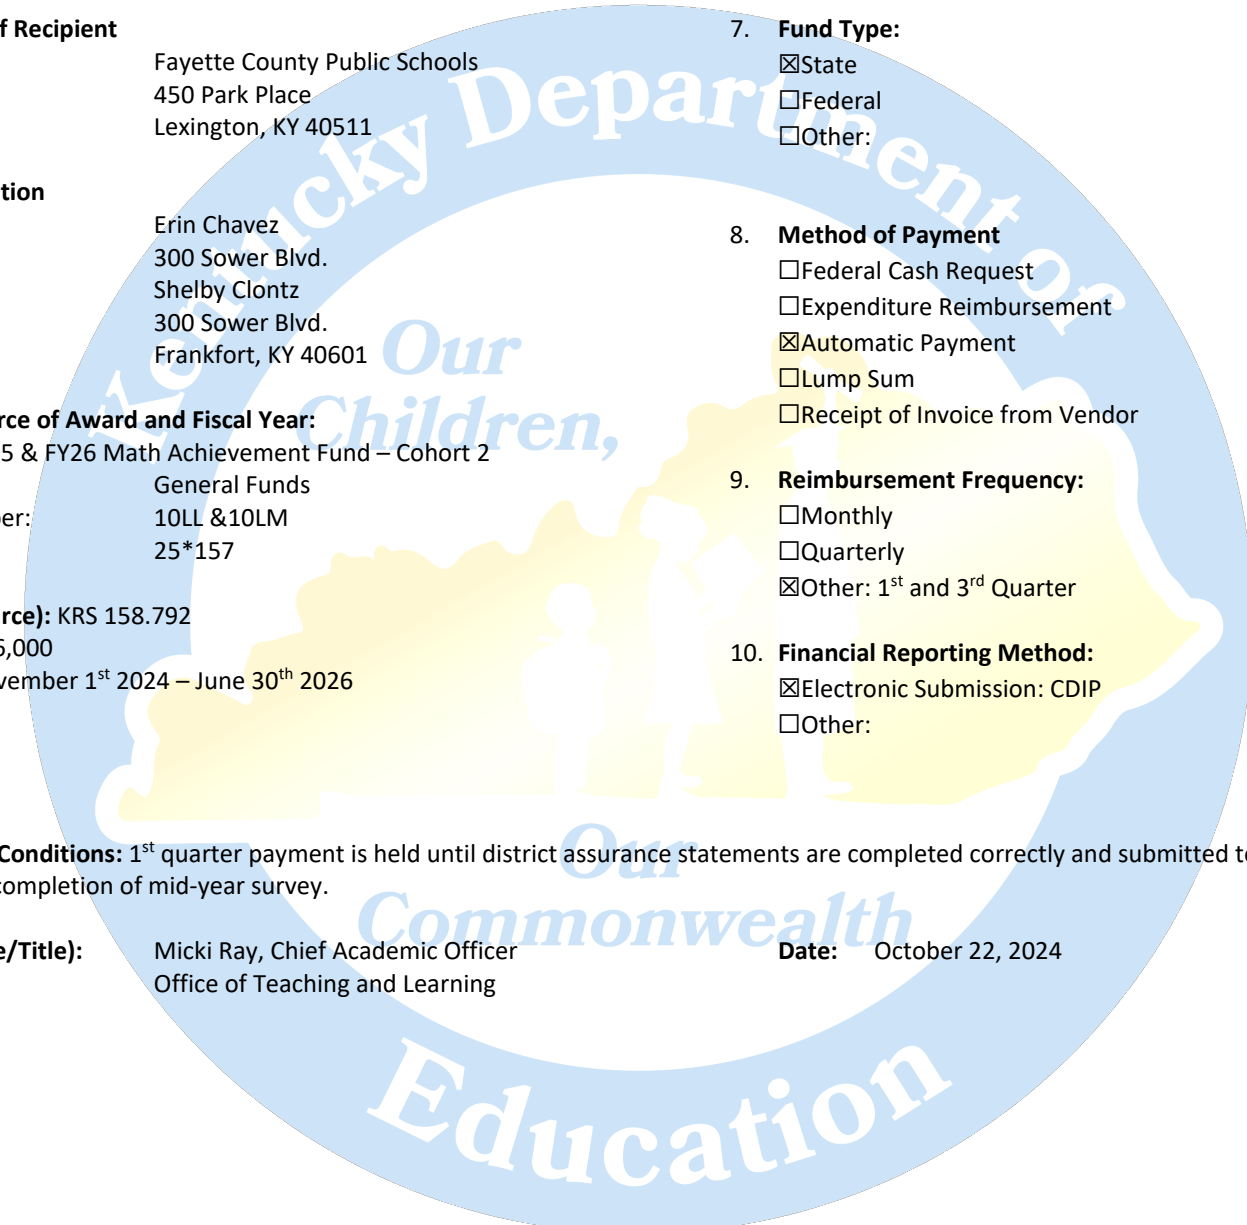 f Recipient
Fayette County Public Schools
450 Park Place
Lexington, KY 40511
tion
Erin Chavez
300 Sower Blvd.
Shelby Clontz
300 Sower Blvd.
Frankfort, KY 40601
rce of Award and Fiscal Year:
5 & FY26 Math Achievement Fund – Cohort 2
General Funds
er: 10LL &10LM
25*157
rce): KRS 158.792
6,000
vember 1st 2024 – June 30th 2026
7. Fund Type:
☒State
☐Federal
☐Other:
8. Method of Payment
☐Federal Cash Request
☐Expenditure Reimbursement
☒Automatic Payment
☐Lump Sum
☐Receipt of Invoice from Vendor
9. Reimbursement Frequency:
☐Monthly
☐Quarterly
☒Other: 1st and 3rd Quarter
10. Financial Reporting Method:
☒Electronic Submission: CDIP
☐Other:
Conditions: 1st quarter payment is held until district assurance statements are completed correctly and submitted to
completion of mid-year survey.
e/Title): Micki Ray, Chief Academic Officer Date: October 22, 2024
Office of Teaching and Learning
Kentucky Department of
Education
Our
Children,
Our
Commonwealth